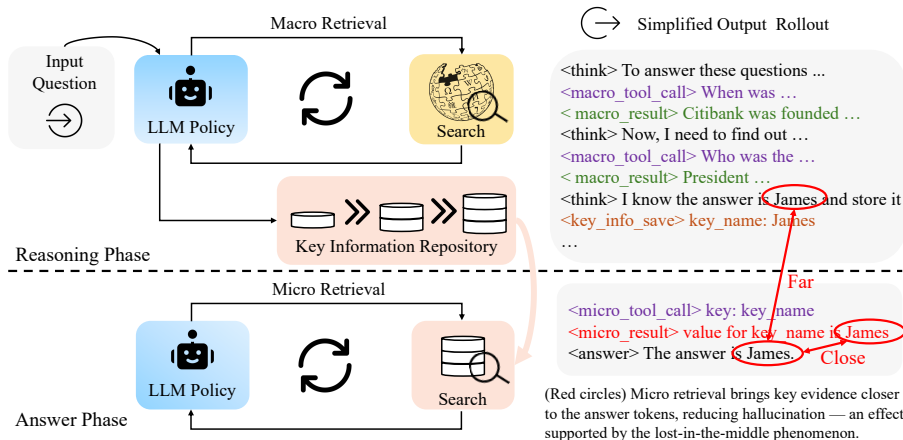 Macro Retrieval
Input
Question
LLM Policy
Search
Key Information Repository
Reasoning Phase
Micro Retrieval
LLM Policy
Search
Answer Phase
Simplified Output Rollout
<think> To answer these questions ...
<macro_tool_call> When was …
< macro_result> Citibank was founded …
<think> Now, I need to find out …
<macro_tool_call> Who was the …
< macro_result> President …
<think> I know the answer is James and store it
<key_info_save> key_name: James
…
Far
<micro_tool_call> key: key_name
<micro_result> value for key_name is James
<answer> The answer is James.
Close
(Red circles) Micro retrieval brings key evidence closer
to the answer tokens, reducing hallucination — an effect
supported by the lost-in-the-middle phenomenon.